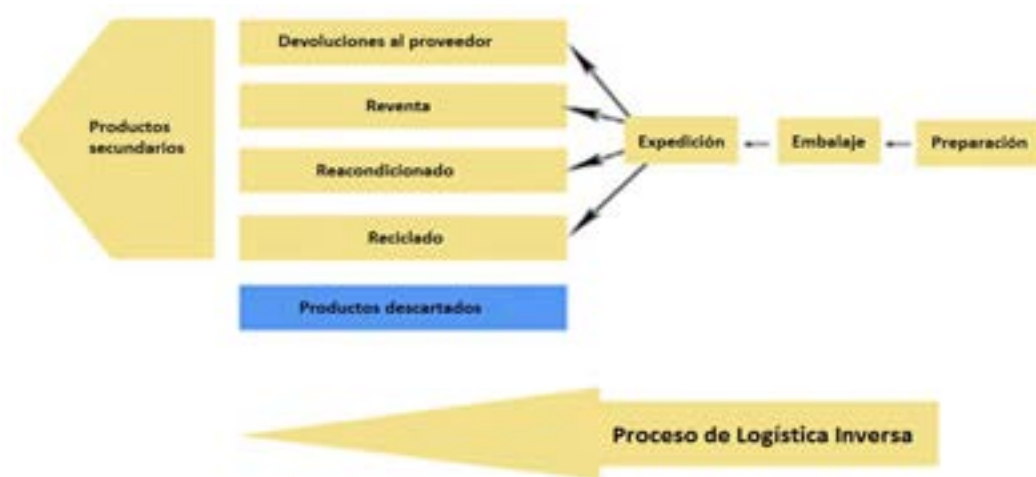 Devoluciones al proveedor
Reventa
Productos
secundarios
Expedición
Embalaje
Preparación
Reacondicionado
Reciclado
Productos descartados
Proceso de Logística Inversa